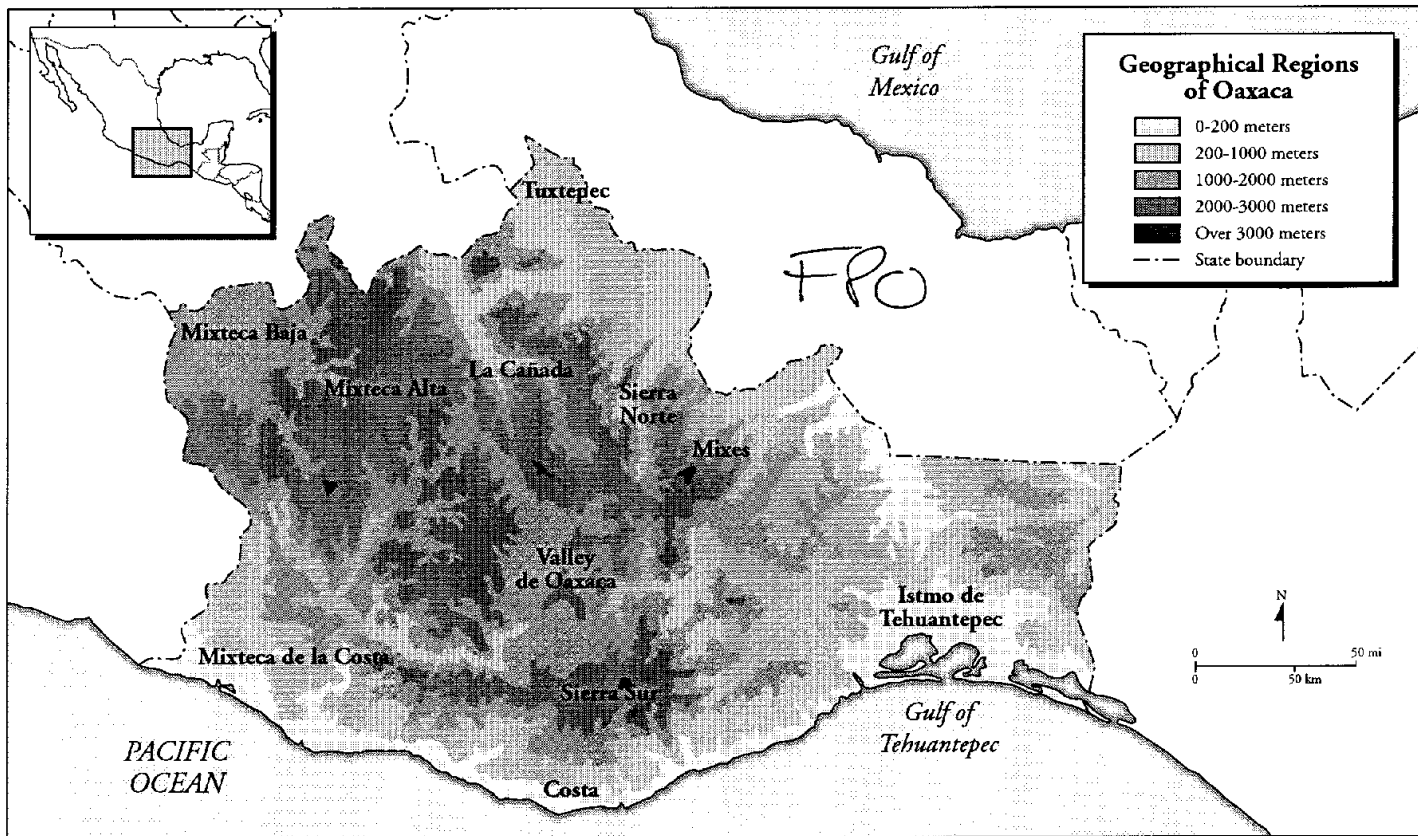 Gulf of
Mexico
Geographical Regions
of Oaxaca
0-200 meters
200-1000 meters
1000-2000 meters
2000-3000 meters
Over 3000 meters
State boundary
Tuxtepec
FPO
Mixteca Baja
La Cañada
Mixteca Alta
Sierra
Norte
Mixes
Valley
de Oaxaca
Istmo de
Tehuantepec
N
0 50 mi
0 50 km
Mixteca de la Costa
Sierra Sur
Gulf of
Tehuantepec
PACIFIC
OCEAN
Costa